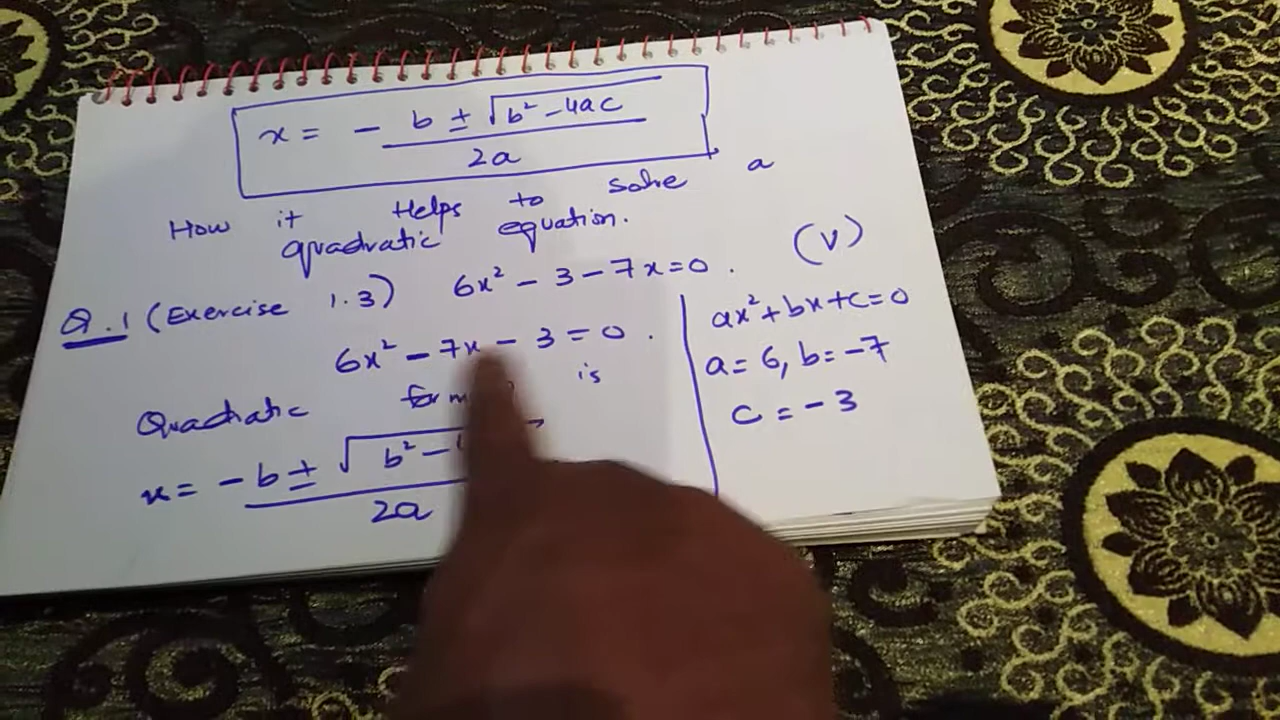 x = - b ± √b² - 4ac
2a
How it Helps to solve a
quadratic equation.
Q.1 (Exercise 1.3) 6x² - 3 - 7x = 0. (V)
6x² - 7x - 3 = 0.
Quadratic is
x = - b ± √b² -
2a
ax² + bx + c = 0
a = 6, b = -7
c = -3